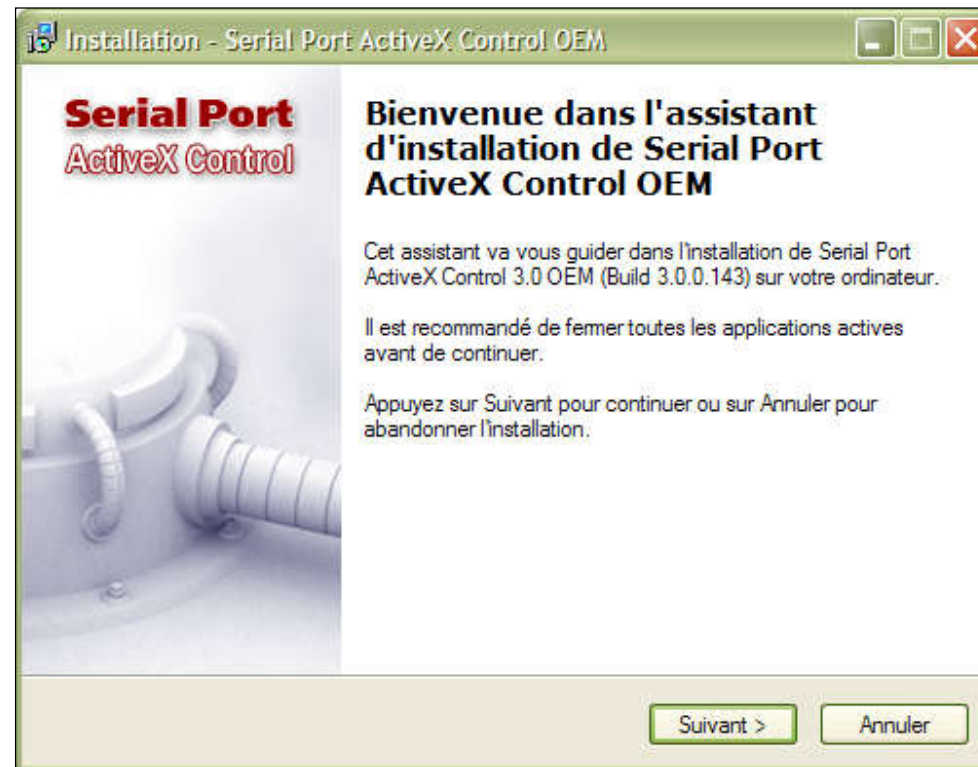 Installation - Serial Port ActiveX Control OEM
Serial Port
ActiveX Control
Bienvenue dans l'assistant
d'installation de Serial Port
ActiveX Control OEM
Cet assistant va vous guider dans l'installation de Serial Port
ActiveX Control 3.0 OEM (Build 3.0.0.143) sur votre ordinateur.
Il est recommandé de fermer toutes les applications actives
avant de continuer.
Appuyez sur Suivant pour continuer ou sur Annuler pour
abandonner l'installation.
Suivant >
Annuler